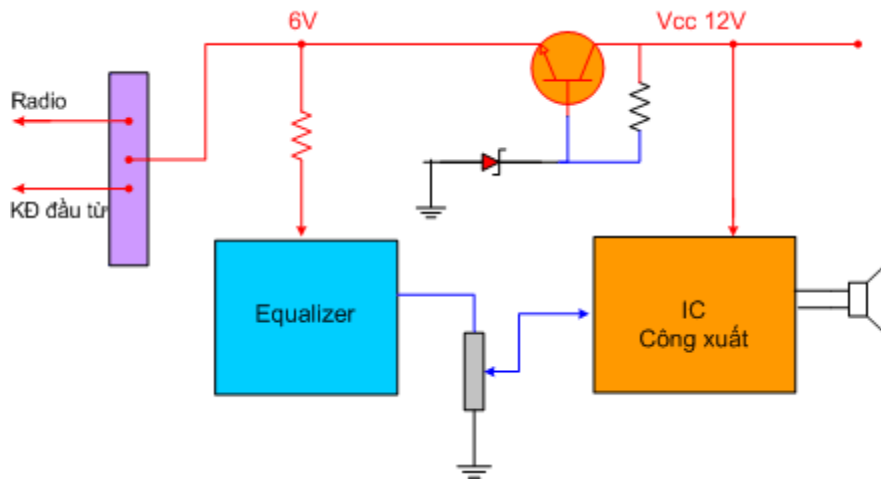 6V
Vcc 12V
Radio
KĐ đầu từ
Equalizer
IC
Công xuất